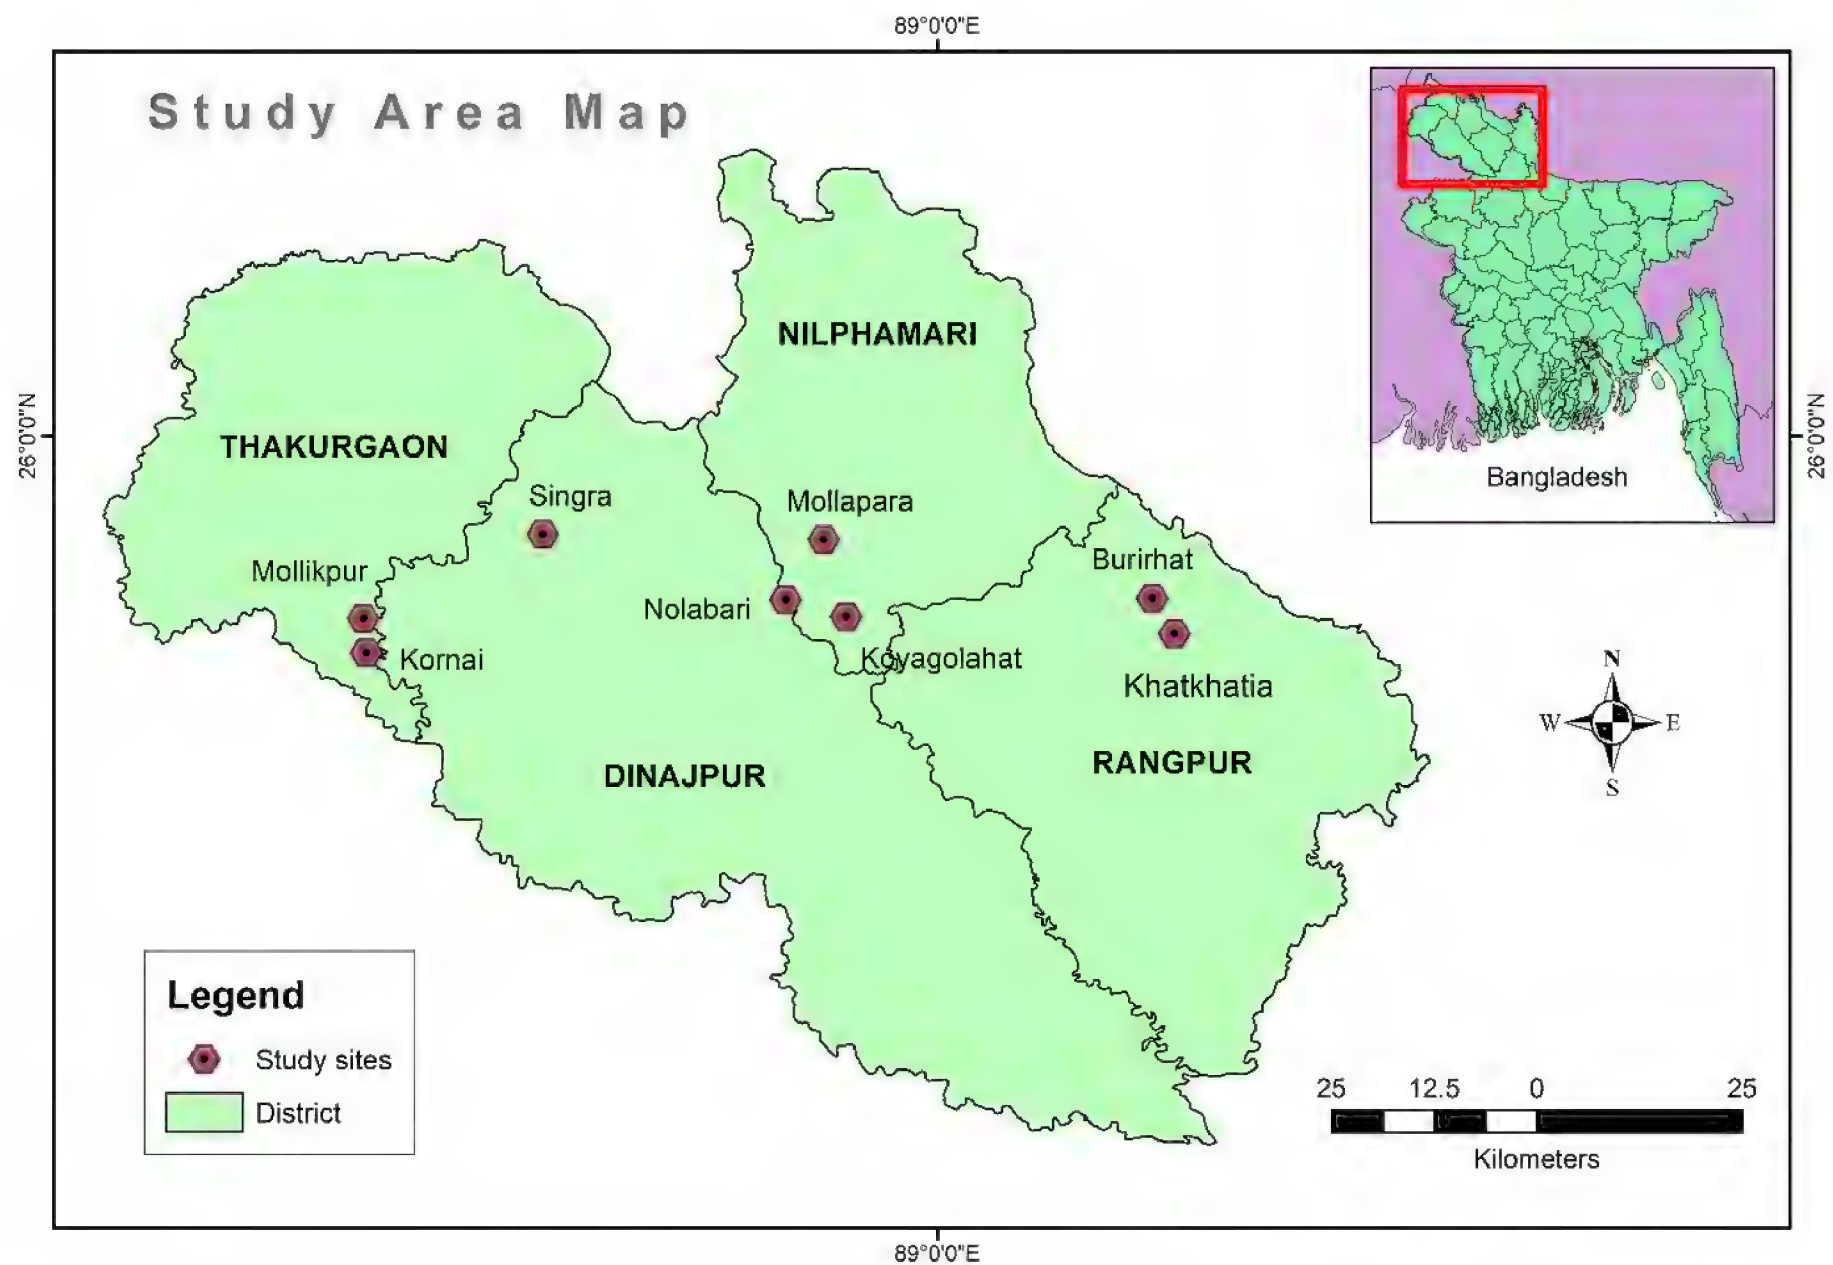 89°0'0"E
Study Area Map
NILPHAMARI
26°0'0"N
THAKURGAON
26°0'0"N
Bangladesh
Singra
Mollapara
Burirhat
Mollikpur
Nolabari
Kornai
Koyagolahat
Khatkhatia
N
W
E
S
DINAJPUR
RANGPUR
Legend
Study sites
District
25 12.5 0 25
Kilometers
89°0'0"E